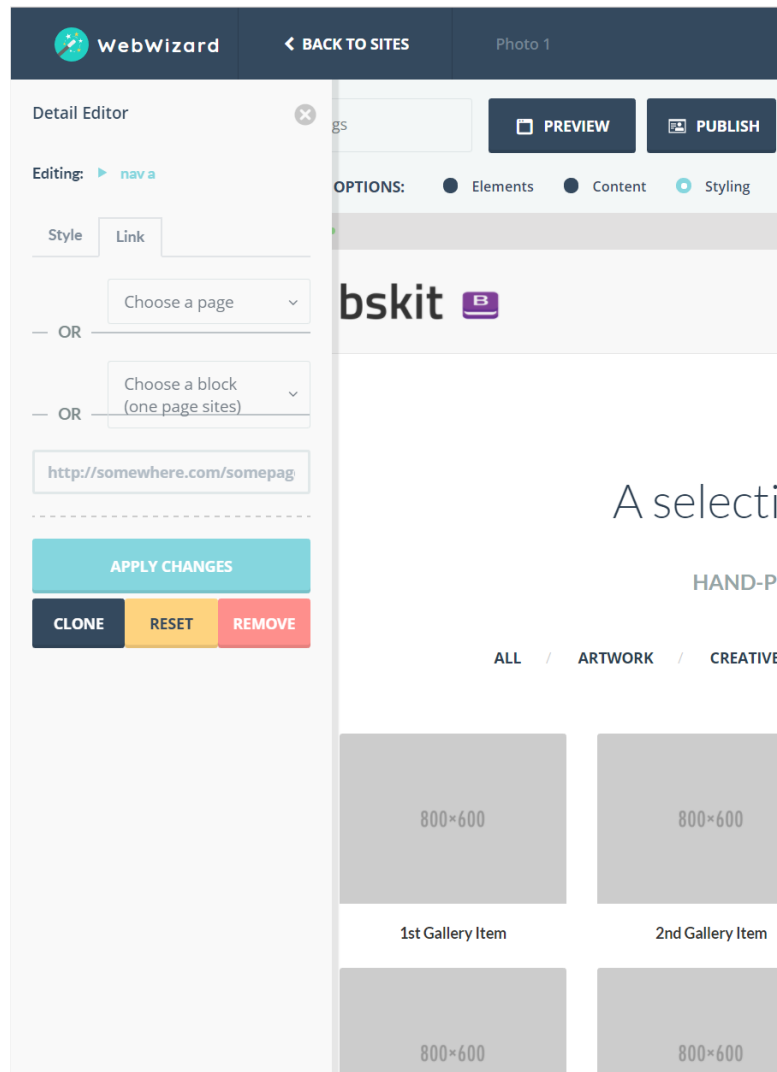 WebWizard
BACK TO SITES
Photo 1
Detail Editor
gs
PREVIEW
PUBLISH
Editing:
nav a
OPTIONS:
Elements
Content
Styling
Style
Link
Choose a page
OR
bskit
B
Choose a block
(one page sites)
OR
http://somewhere.com/somepag
APPLY CHANGES
CLONE
RESET
REMOVE
A selecti
HAND-P
ALL / ARTWORK / CREATIVE
800×600
800×600
1st Gallery Item
2nd Gallery Item
800×600
800×600